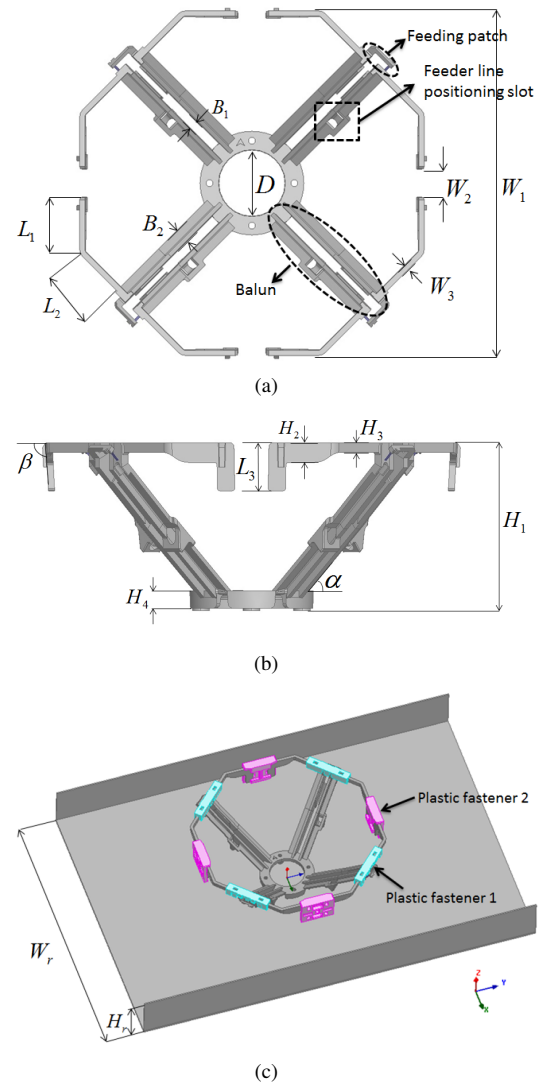 Feeding patch
Feeder line
positioning slot
B1
A
D
W2
W1
L1
B2
L2
Balun
W3
(a)
H2
H3
β
L3
H1
H4
α
(b)
Plastic fastener 2
Plastic fastener 1
Wr
Hr
Z
Y
X
(c)